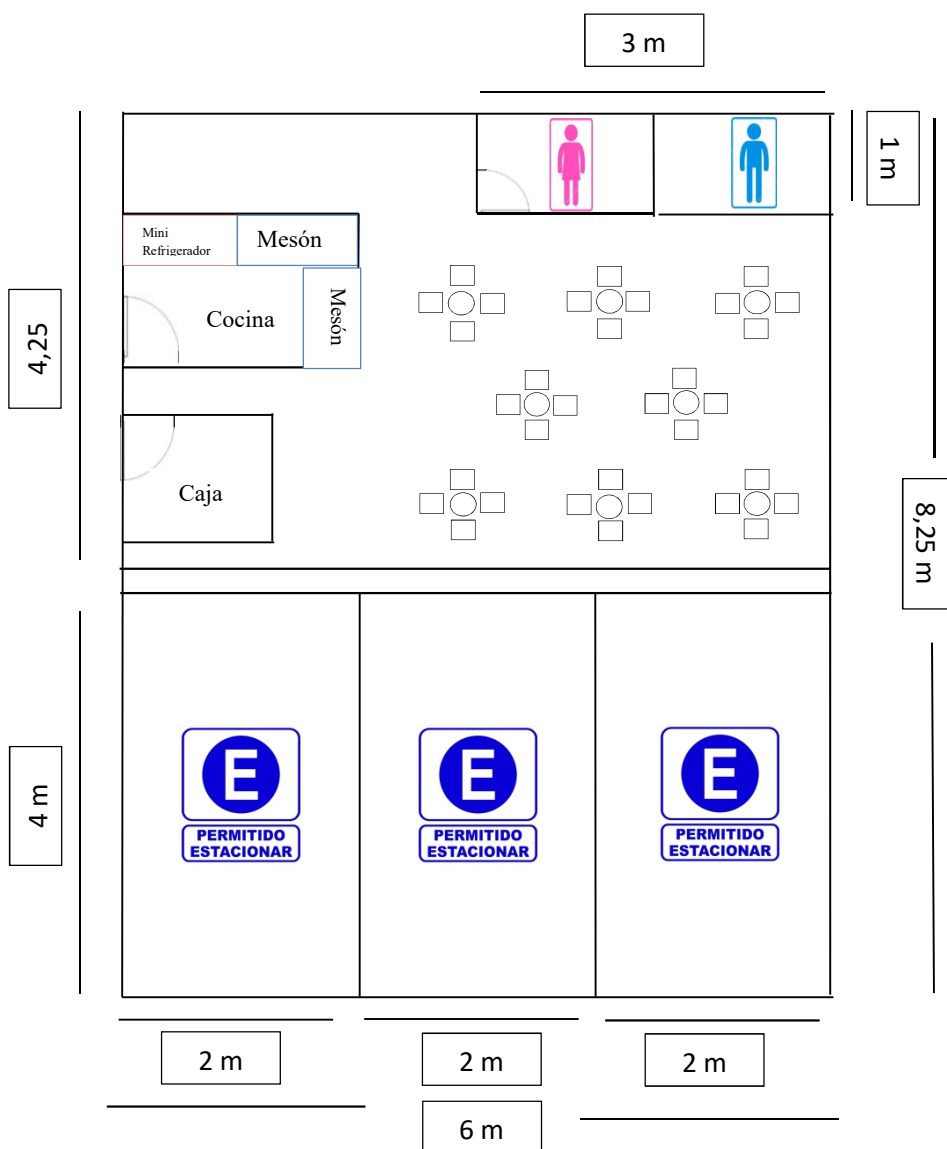 3 m
1 m
Mini
Refrigerador
Mesón
Cocina
Mesón
4,25
Caja
8,25 m
E
PERMITIDO
ESTACIONAR
E
PERMITIDO
ESTACIONAR
E
PERMITIDO
ESTACIONAR
4 m
2 m
2 m
2 m
6 m